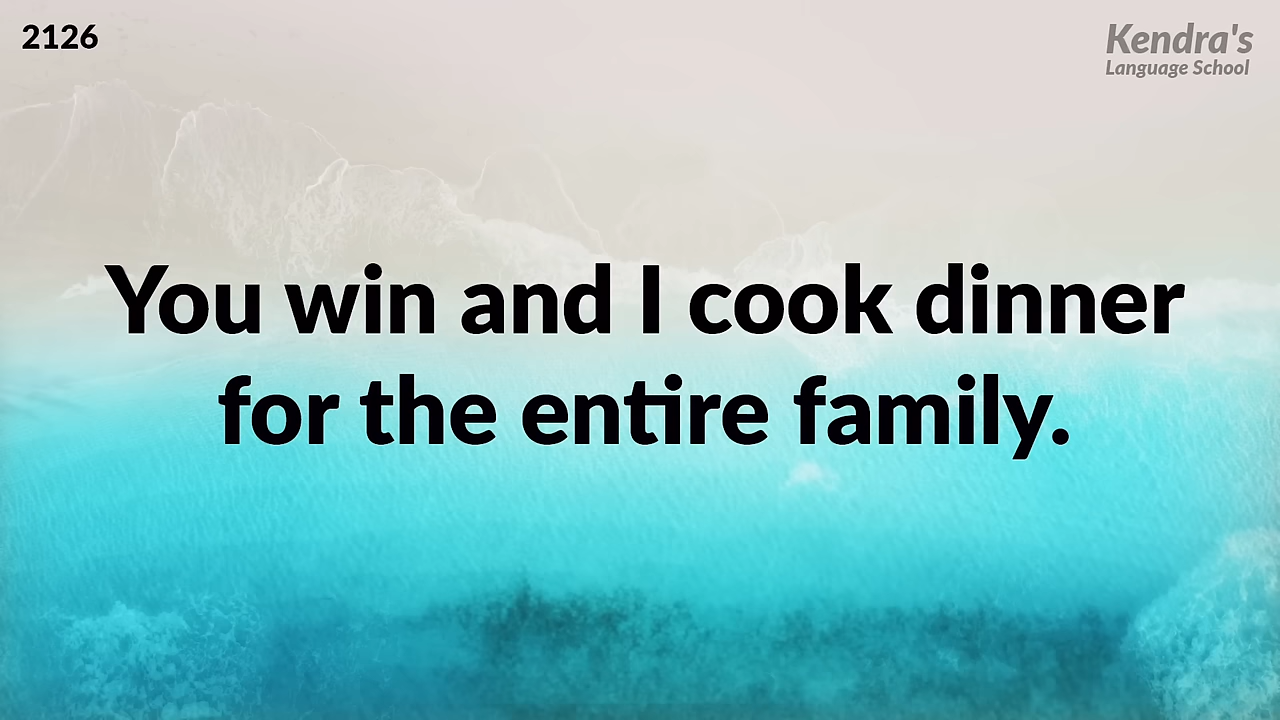 2126
Kendra's
Language School
You win and I cook dinner
for the entire family.